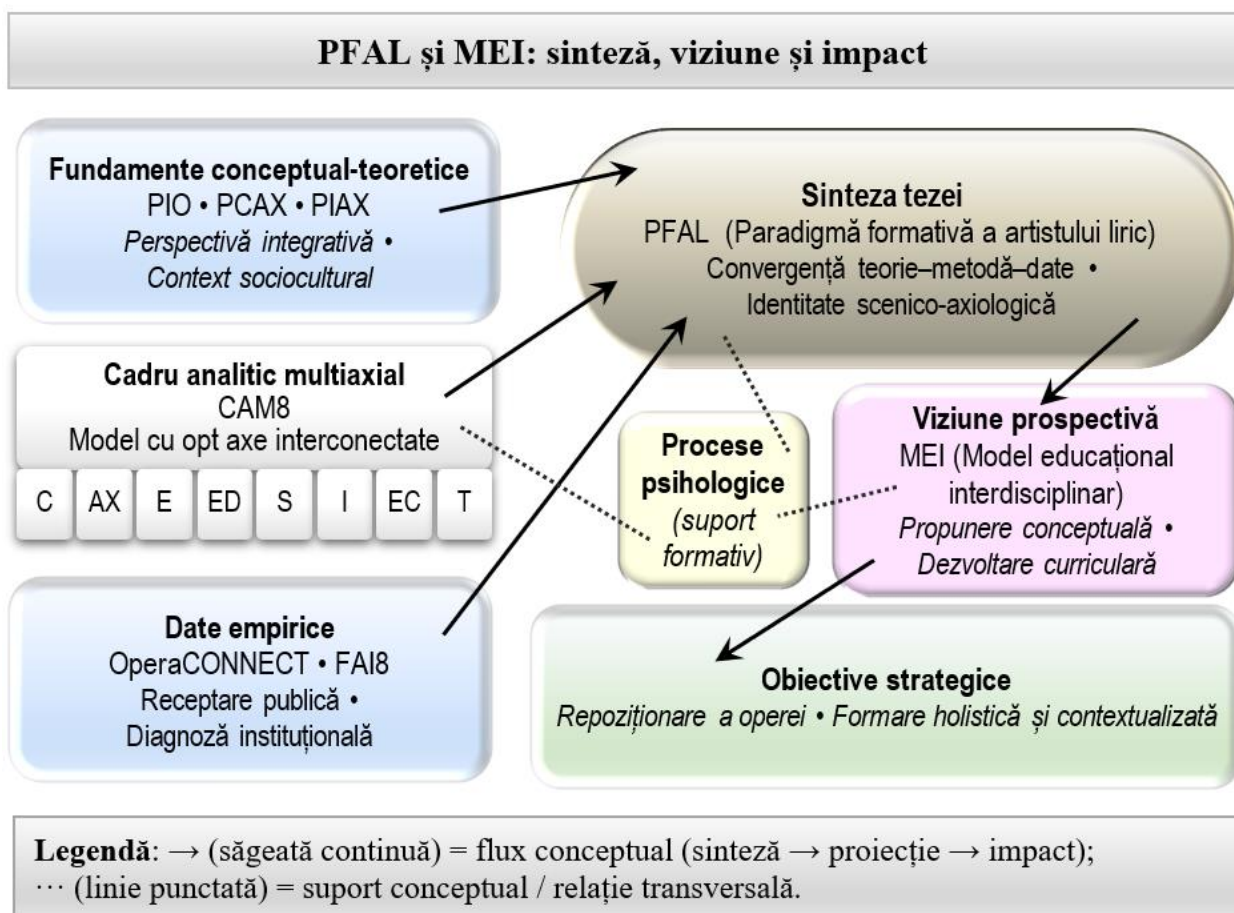 PFAL și MEI: sinteză, viziune și impact
Fundamente conceptual-teoretice
PIO • PCAX • PIAX
Perspectivă integrativă •
Context sociocultural
Sinteza tezei
PFAL (Paradigmă formativă a artistului liric)
Convergență teorie–metodă–date •
Identitate scenico-axiologică
Cadru analitic multiaxial
CAM8
Model cu opt axe interconectate
C AX E ED S I EC T
Procese
psihologice
(suport
formativ)
Viziune prospectivă
MEI (Model educațional
interdisciplinar)
Propunere conceptuală •
Dezvoltare curriculară
Date empirice
OperaCONNECT • FAI8
Receptare publică •
Diagnoză instituțională
Obiective strategice
Repoziționare a operei • Formare holistică și contextualizată
Legendă: → (săgeată continuă) = flux conceptual (sinteză → proiecție → impact);
··· (linie punctată) = suport conceptual / relație transversală.